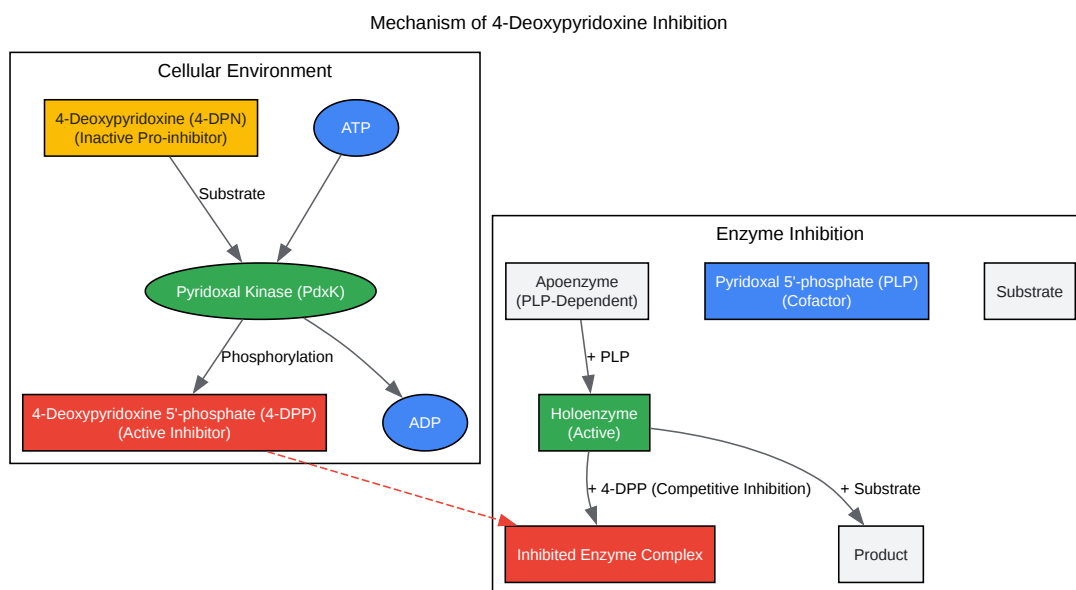 Mechanism of 4-Deoxypyridoxine Inhibition
Cellular Environment
4-Deoxypyridoxine (4-DPN)
(Inactive Pro-inhibitor)
ATP
Substrate
Pyridoxal Kinase (PdxK)
Phosphorylation
4-Deoxypyridoxine 5'-phosphate (4-DPP)
(Active Inhibitor)
ADP
Enzyme Inhibition
Apoenzyme
(PLP-Dependent)
Pyridoxal 5'-phosphate (PLP)
(Cofactor)
Substrate
+ PLP
Holoenzyme
(Active)
+ 4-DPP (Competitive Inhibition)
+ Substrate
Inhibited Enzyme Complex
Product